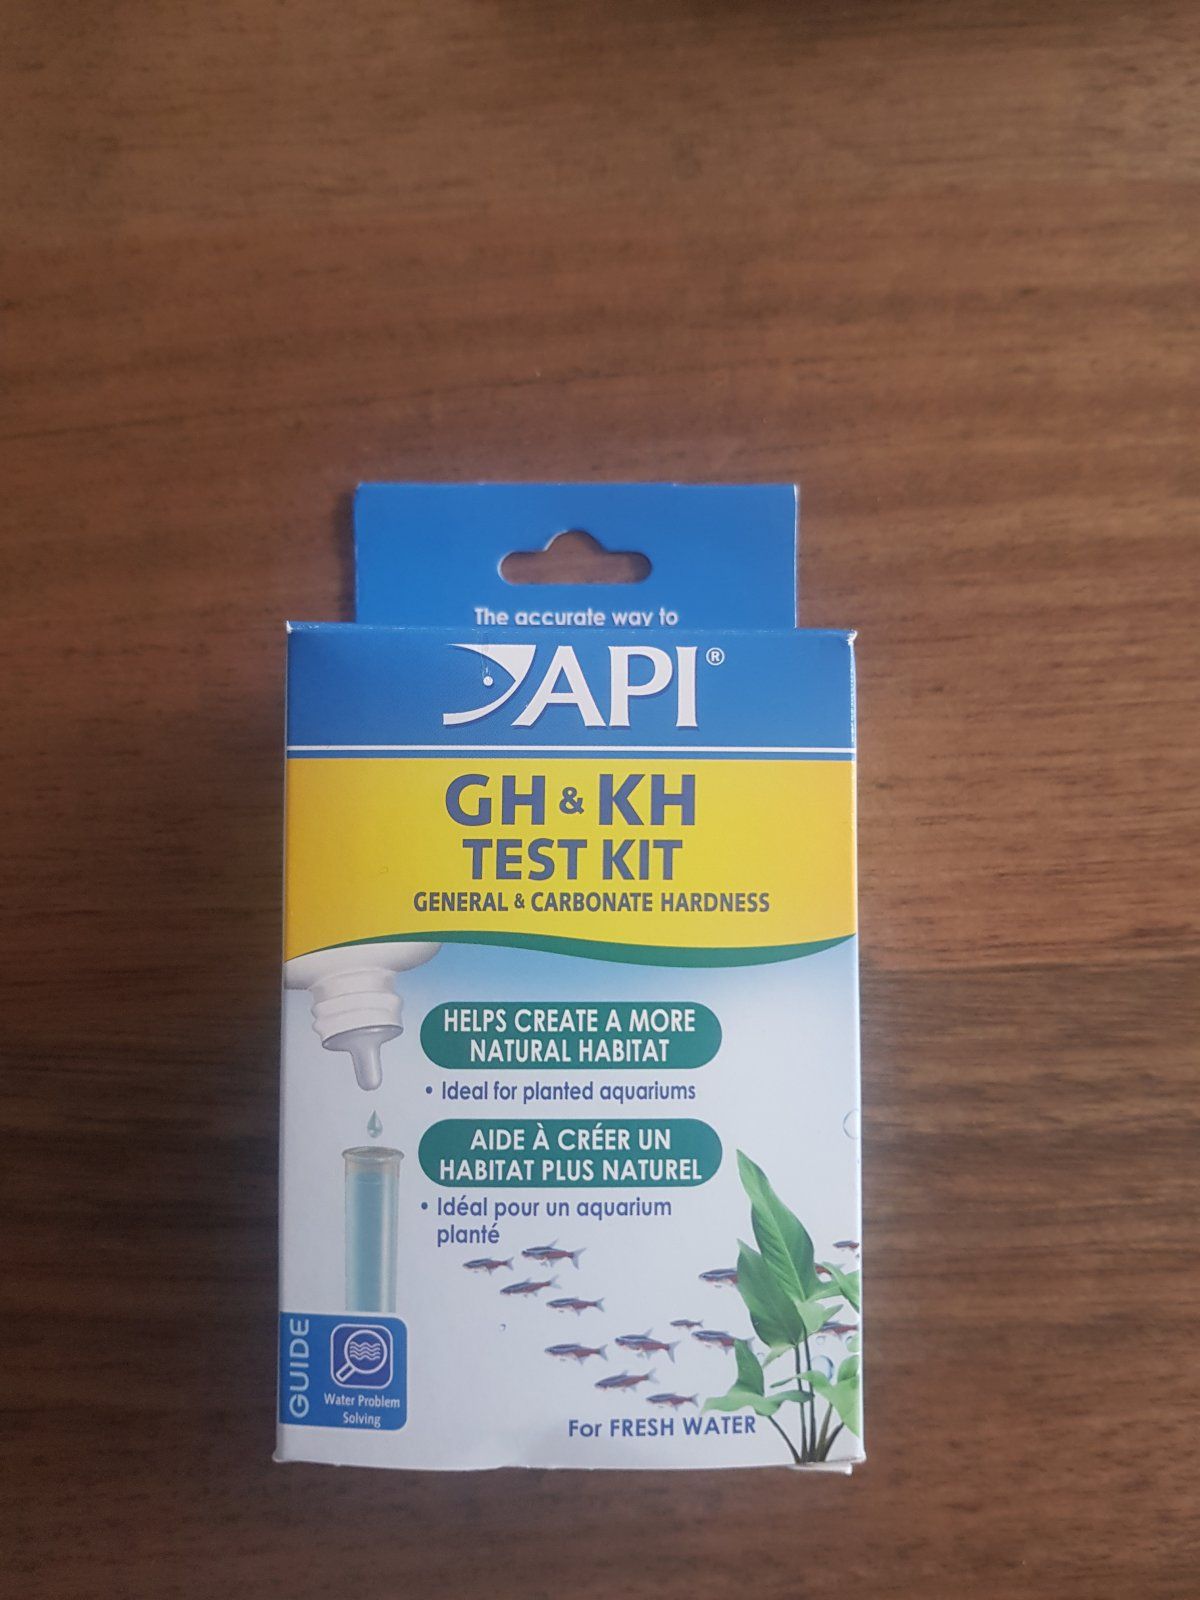 The accurate way to
API®
GH & KH
TEST KIT
GENERAL & CARBONATE HARDNESS
HELPS CREATE A MORE
NATURAL HABITAT
• Ideal for planted aquariums
AIDE À CRÉER UN
HABITAT PLUS NATUREL
• Idéal pour un aquarium
planté
GUIDE
Water Problem
Solving
For FRESH WATER